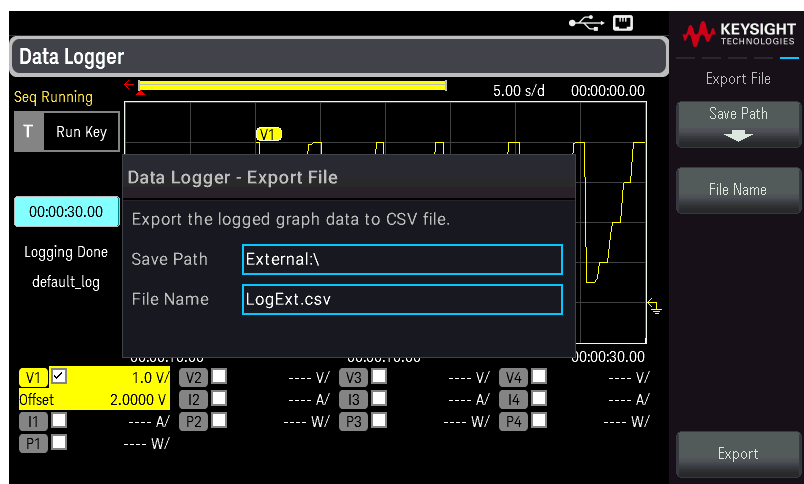 KEYSIGHT
TECHNOLOGIES
Data Logger
Export File
Seq Running
5.00 s/d 00:00:00.00
Save Path
T Run Key
V1
Data Logger - Export File
File Name
00:00:30.00
Export the logged graph data to CSV file.
Logging Done
Save Path External:\
default_log
File Name LogExt.csv
00:00:30.00
V1 1.0 V/ V2 ---- V/ V3 ---- V/ V4 ---- V/
Offset 2.0000 V I2 ---- A/ I3 ---- A/ I4 ---- A/
I1 ---- A/ P2 ---- W/ P3 ---- W/ P4 ---- W/
P1 ---- W/
Export